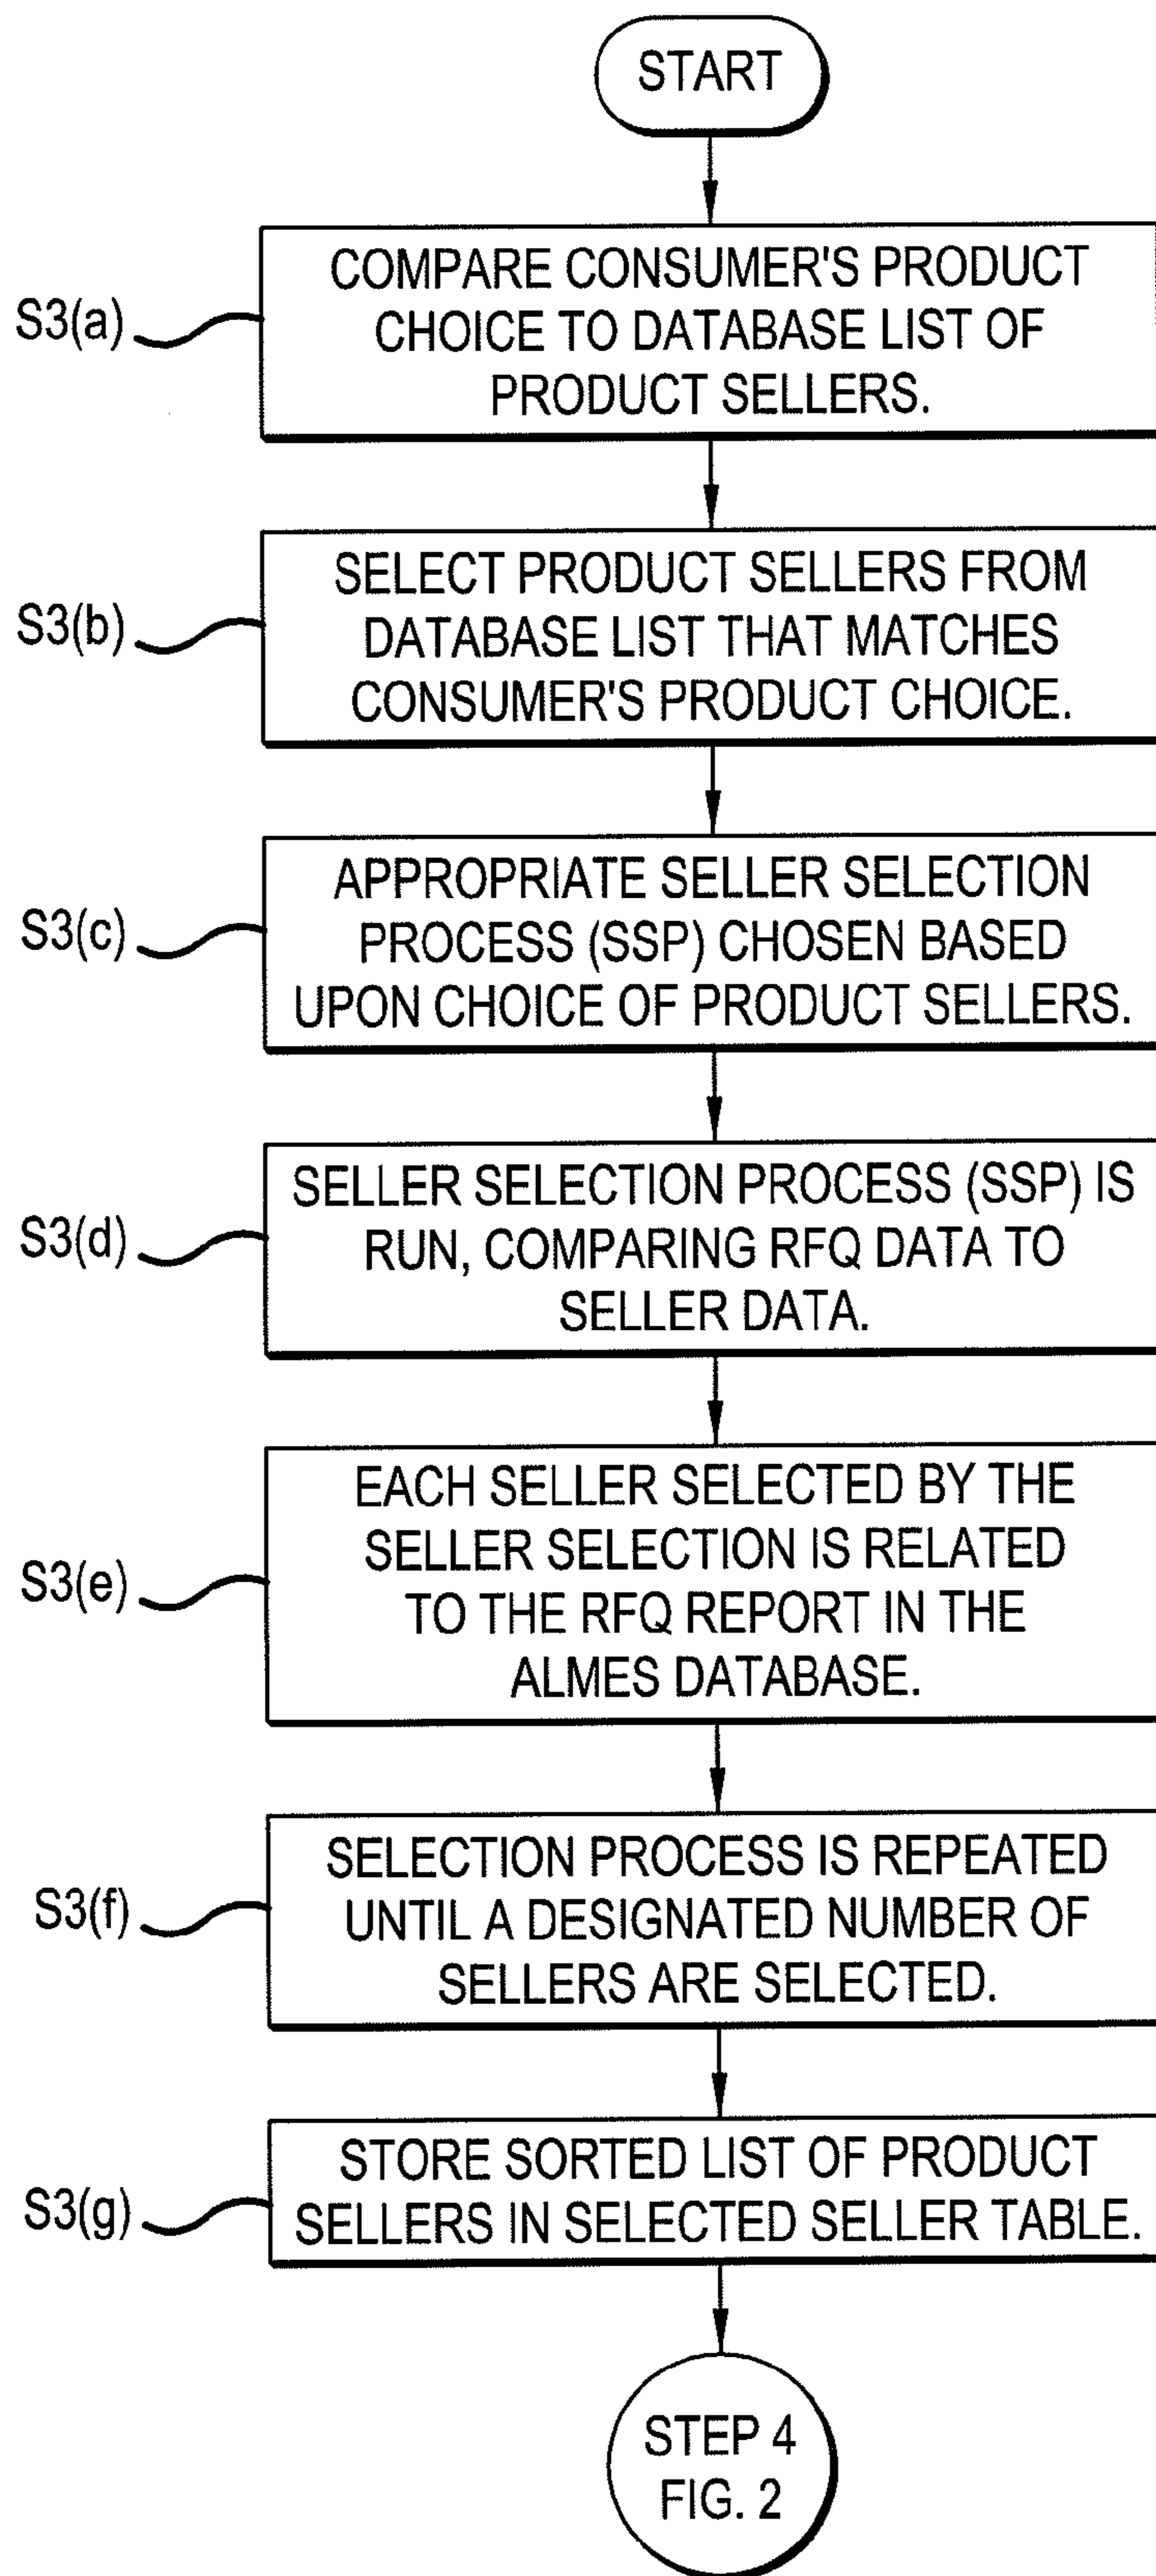 START
S3(a)
COMPARE CONSUMER'S PRODUCT
CHOICE TO DATABASE LIST OF
PRODUCT SELLERS.
S3(b)
SELECT PRODUCT SELLERS FROM
DATABASE LIST THAT MATCHES
CONSUMER'S PRODUCT CHOICE.
S3(c)
APPROPRIATE SELLER SELECTION
PROCESS (SSP) CHOSEN BASED
UPON CHOICE OF PRODUCT SELLERS.
S3(d)
SELLER SELECTION PROCESS (SSP) IS
RUN, COMPARING RFQ DATA TO
SELLER DATA.
S3(e)
EACH SELLER SELECTED BY THE
SELLER SELECTION IS RELATED
TO THE RFQ REPORT IN THE
ALMES DATABASE.
S3(f)
SELECTION PROCESS IS REPEATED
UNTIL A DESIGNATED NUMBER OF
SELLERS ARE SELECTED.
S3(g)
STORE SORTED LIST OF PRODUCT
SELLERS IN SELECTED SELLER TABLE.
STEP 4
FIG. 2